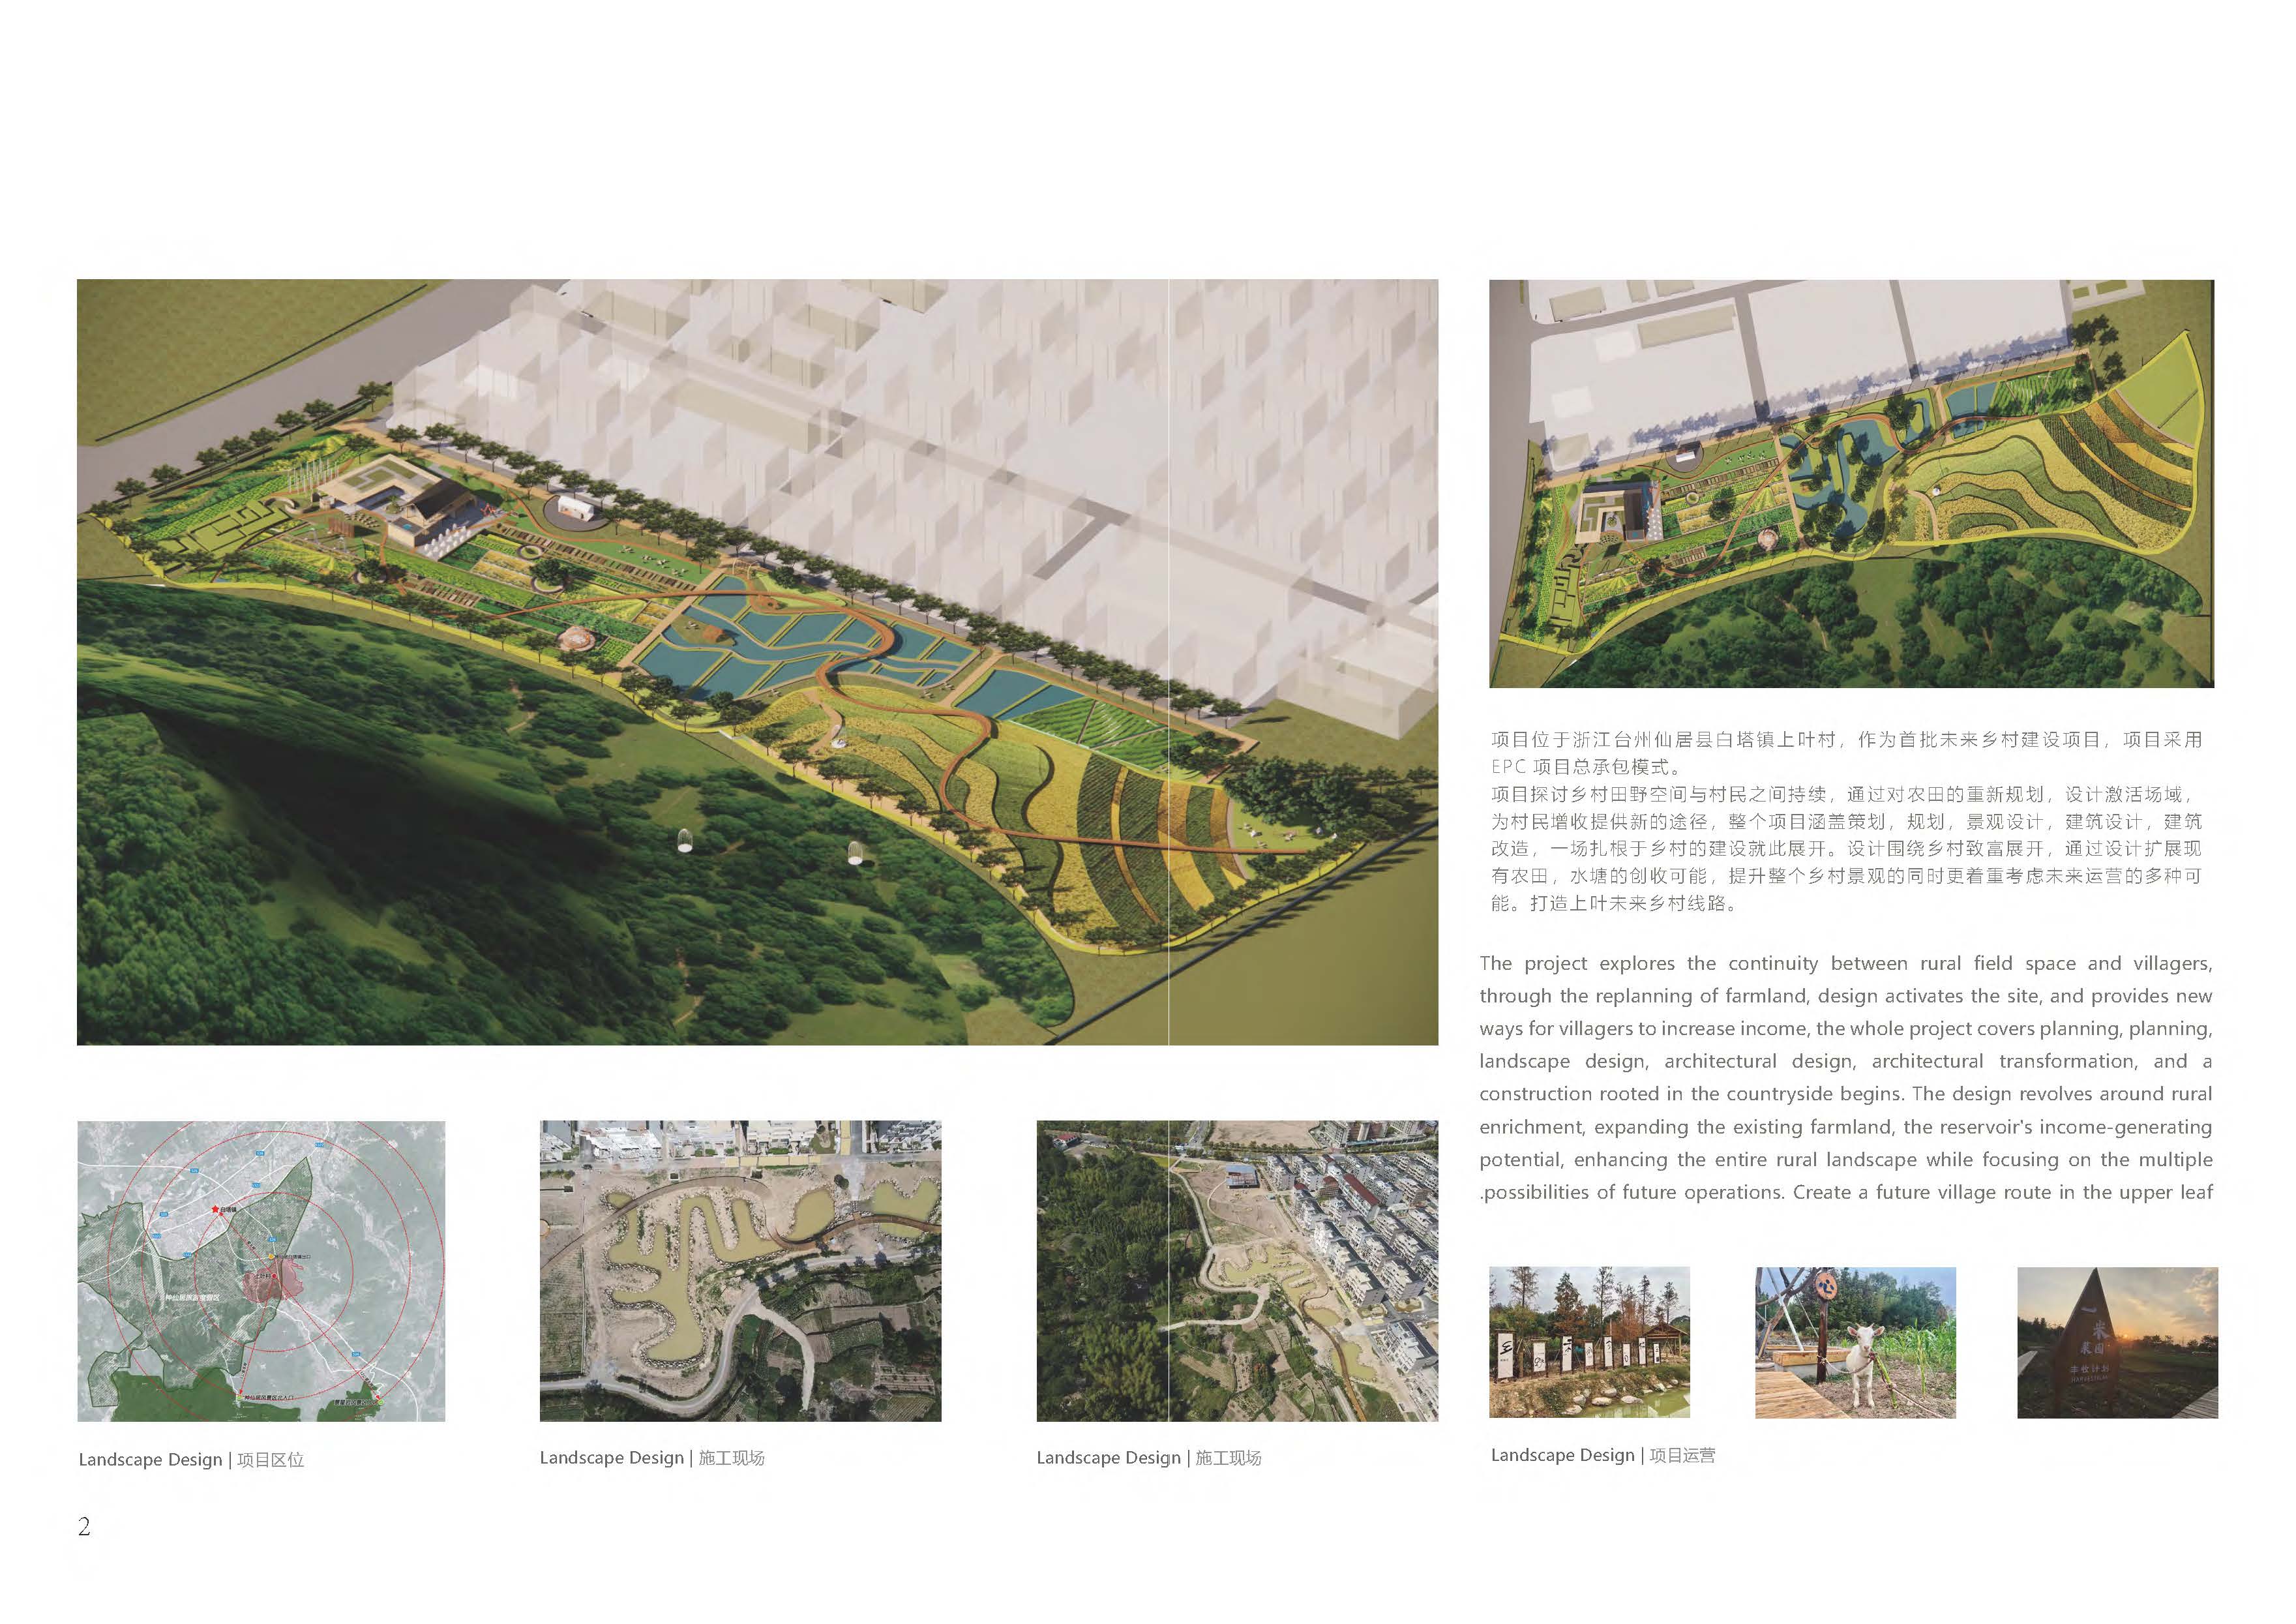 项目位于浙江台州仙居县白塔镇上叶村，作为首批未来乡村建设项目，项目采用
EPC 项目总承包模式。
项目探讨乡村田野空间与村民之间持续，通过对农田的重新规划，设计激活场域，
为村民增收提供新的途径，整个项目涵盖策划，规划，景观设计，建筑设计，建筑
改造，一场扎根于乡村的建设就此展开。设计围绕乡村致富展开，通过设计扩展现
有农田，水塘的创收可能，提升整个乡村景观的同时更着重考虑未来运营的多种可
能。打造上叶未来乡村线路。
The project explores the continuity between rural field space and villagers,
through the replanning of farmland, design activates the site, and provides new
ways for villagers to increase income, the whole project covers planning, planning,
landscape design, architectural design, architectural transformation, and a
construction rooted in the countryside begins. The design revolves around rural
enrichment, expanding the existing farmland, the reservoir's income-generating
potential, enhancing the entire rural landscape while focusing on the multiple
.possibilities of future operations. Create a future village route in the upper leaf
白塔镇
上叶村
公
一米
菜园
丰收计划
Landscape Design | 项目区位
Landscape Design | 施工现场
Landscape Design | 施工现场
Landscape Design | 项目运营
2